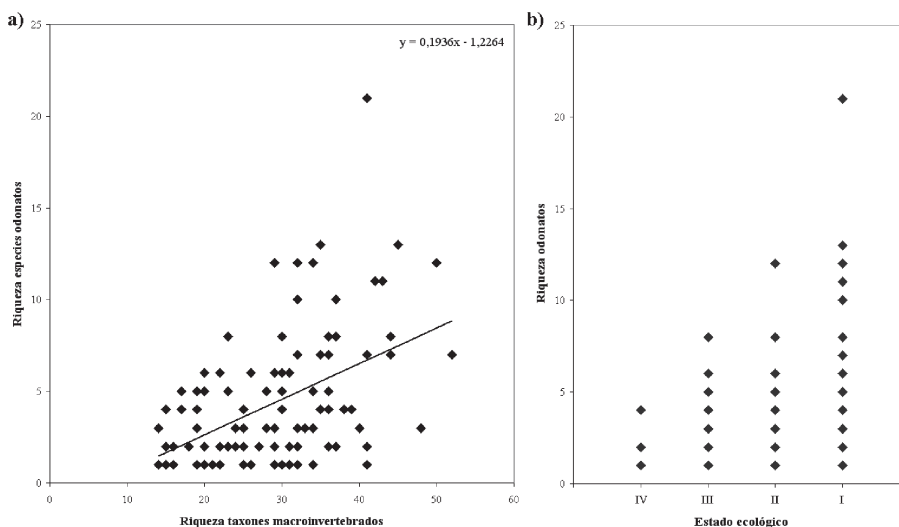 a)
y = 0,1936x - 1,2264
25
20
15
10
5
0
0 10 20 30 40 50 60
Riqueza especies odonatos
Riqueza taxones macroinvertebrados
b)
25
20
15
10
5
0
IV III II I
Riqueza odonatos
Estado ecológico